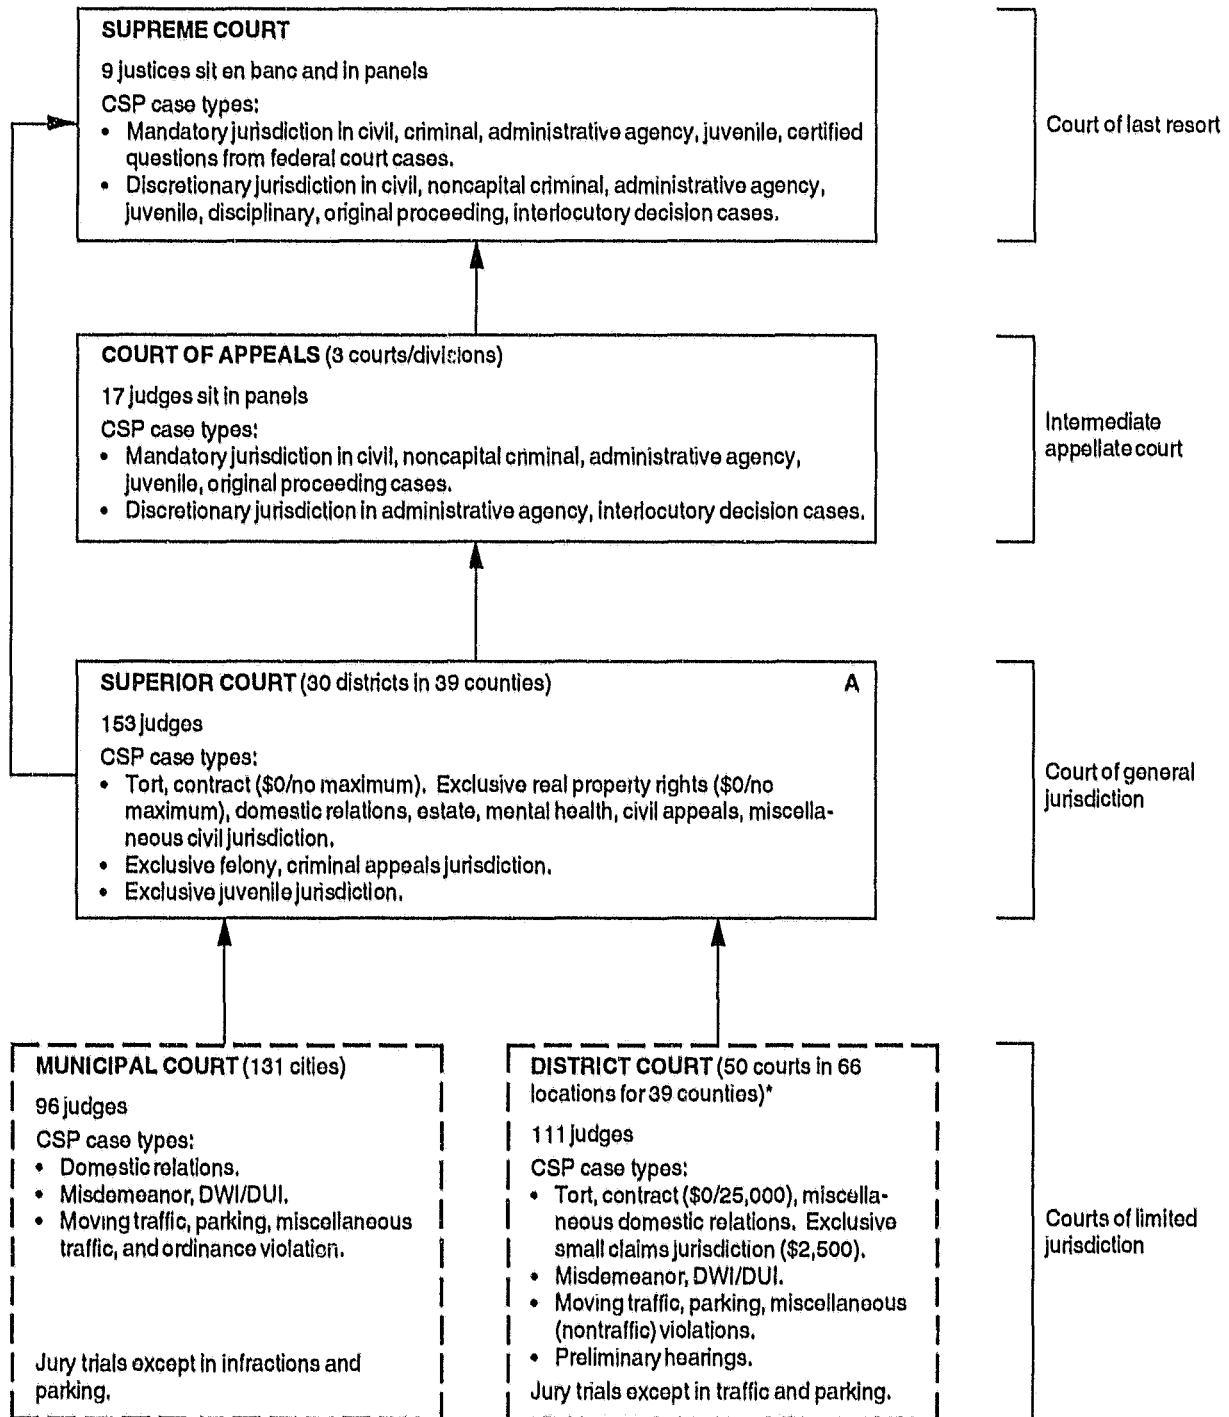 SUPREME COURT
9 justices sit en banc and in panels
CSP case types:
• Mandatory jurisdiction in civil, criminal, administrative agency, juvenile, certified
questions from federal court cases.
• Discretionary jurisdiction in civil, noncapital criminal, administrative agency,
juvenile, disciplinary, original proceeding, interlocutory decision cases.
Court of last resort
COURT OF APPEALS (3 courts/divisions)
17 judges sit in panels
CSP case types:
• Mandatory jurisdiction in civil, noncapital criminal, administrative agency,
juvenile, original proceeding cases.
• Discretionary jurisdiction in administrative agency, interlocutory decision cases.
Intermediate
appellate court
SUPERIOR COURT (30 districts in 39 counties) A
153 judges
CSP case types:
• Tort, contract ($0/no maximum). Exclusive real property rights ($0/no
maximum), domestic relations, estate, mental health, civil appeals, miscella-
neous civil jurisdiction.
• Exclusive felony, criminal appeals jurisdiction.
• Exclusive juvenile jurisdiction.
Court of general
jurisdiction
MUNICIPAL COURT (131 cities)
96 judges
CSP case types:
• Domestic relations.
• Misdemeanor, DWI/DUI.
• Moving traffic, parking, miscellaneous
traffic, and ordinance violation.
Jury trials except in infractions and
parking.
DISTRICT COURT (50 courts in 66
locations for 39 counties)*
111 judges
CSP case types:
• Tort, contract ($0/25,000), miscella-
neous domestic relations. Exclusive
small claims jurisdiction ($2,500).
• Misdemeanor, DWI/DUI.
• Moving traffic, parking, miscellaneous
(nontraffic) violations.
• Preliminary hearings.
Jury trials except in traffic and parking.
Courts of limited
jurisdiction